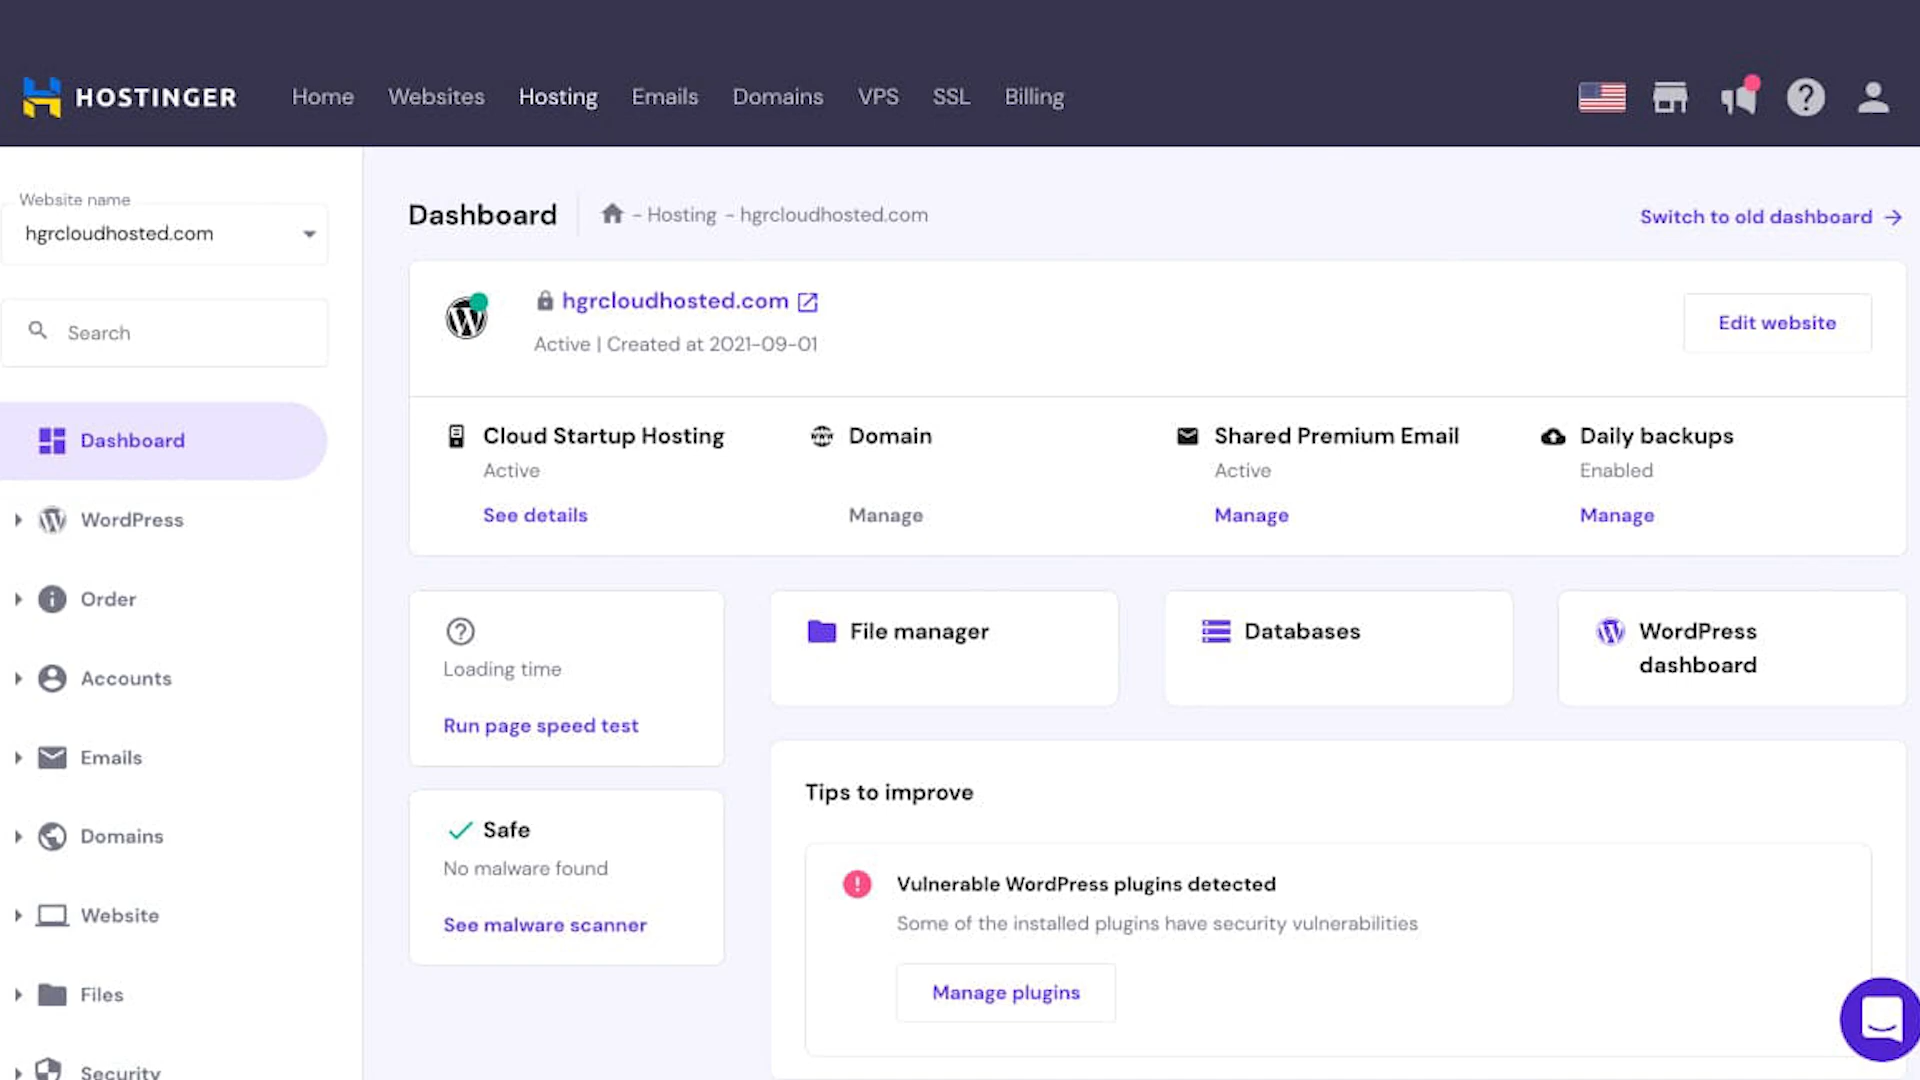 HOSTINGER
Home Websites Hosting Emails Domains VPS SSL Billing
Website name
hgrcloudhosted.com
Search
Dashboard
WordPress
Order
Accounts
Emails
Domains
Website
Files
Security
Dashboard
- Hosting - hgrcloudhosted.com
Switch to old dashboard
hgrcloudhosted.com
Active | Created at 2021-09-01
Edit website
Cloud Startup Hosting
Active
See details
Domain
Manage
Shared Premium Email
Active
Manage
Daily backups
Enabled
Manage
Loading time
Run page speed test
File manager
Databases
WordPress
dashboard
Safe
No malware found
See malware scanner
Tips to improve
Vulnerable WordPress plugins detected
Some of the installed plugins have security vulnerabilities
Manage plugins